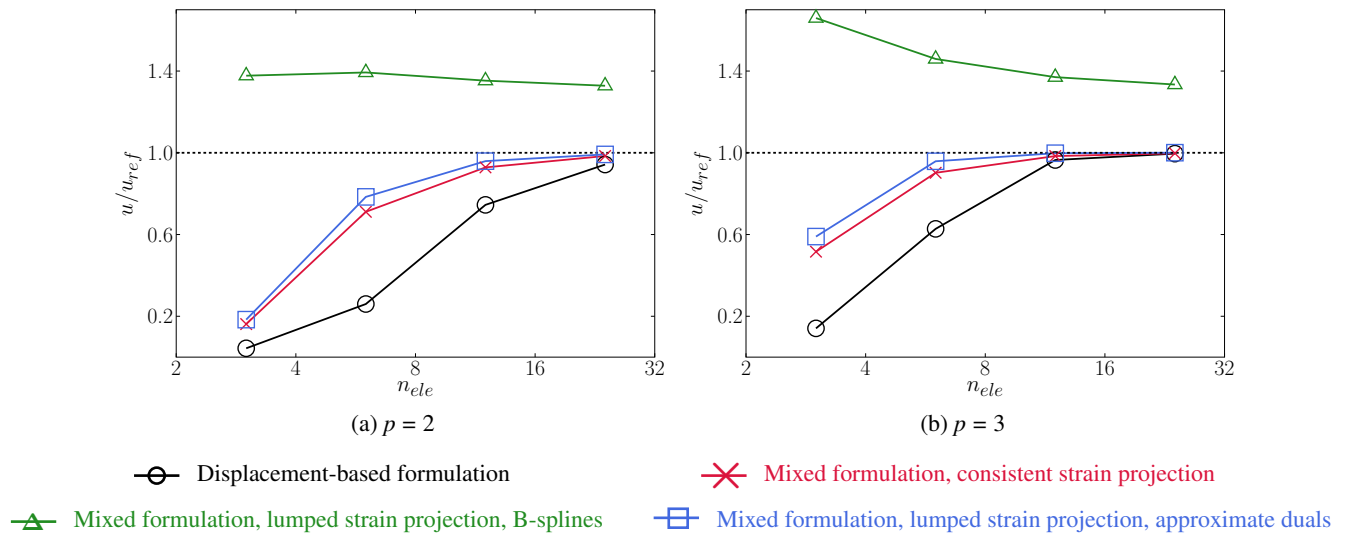 1.4
1.0
0.6
0.2
u/u_ref
2 4 8 16 32
n_ele
(a) p = 2
1.4
1.0
0.6
0.2
u/u_ref
2 4 8 16 32
n_ele
(b) p = 3
Displacement-based formulation
Mixed formulation, consistent strain projection
Mixed formulation, lumped strain projection, B-splines
Mixed formulation, lumped strain projection, approximate duals